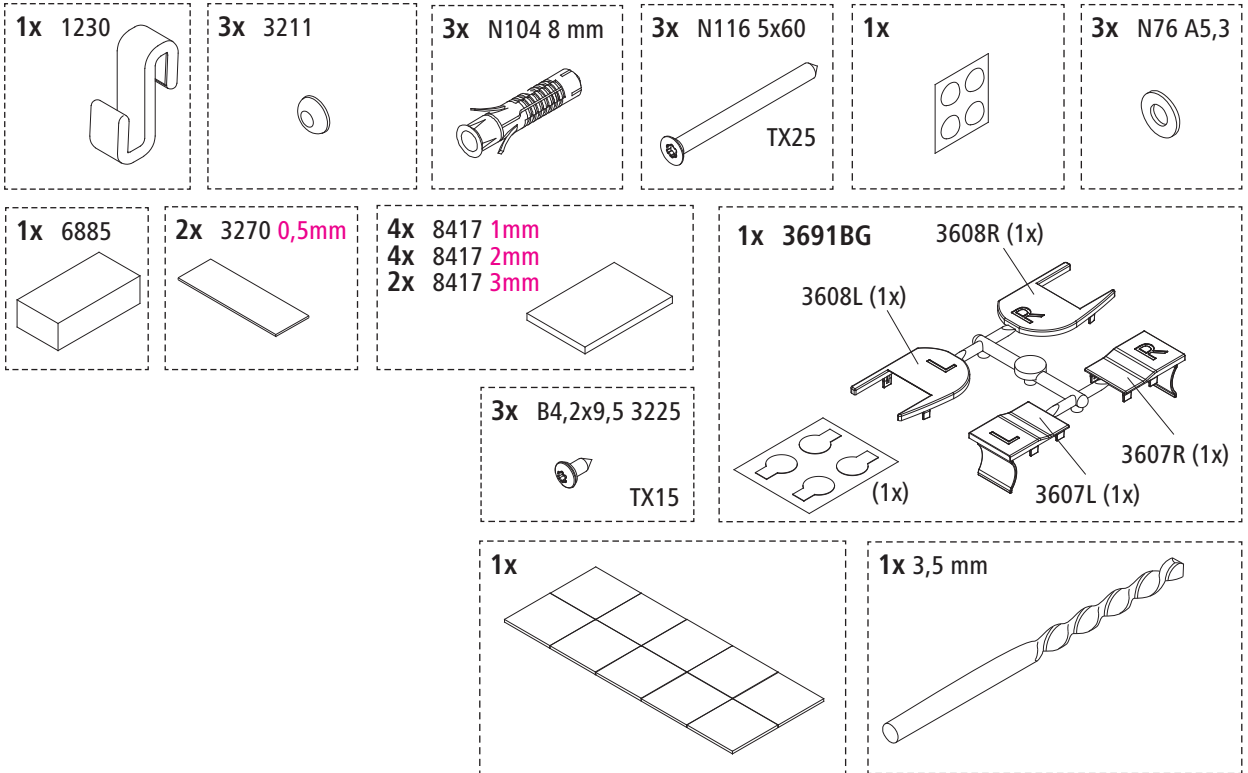 1x 1230
3x 3211
3x N104 8 mm
3x N116 5x60
TX25
1x
3x N76 A5,3
1x 6885
2x 3270 0,5mm
4x 8417 1mm
4x 8417 2mm
2x 8417 3mm
1x 3691BG
3608R (1x)
3608L (1x)
R
L
R
L
3607R (1x)
3607L (1x)
(1x)
3x B4,2x9,5 3225
TX15
1x
1x 3,5 mm